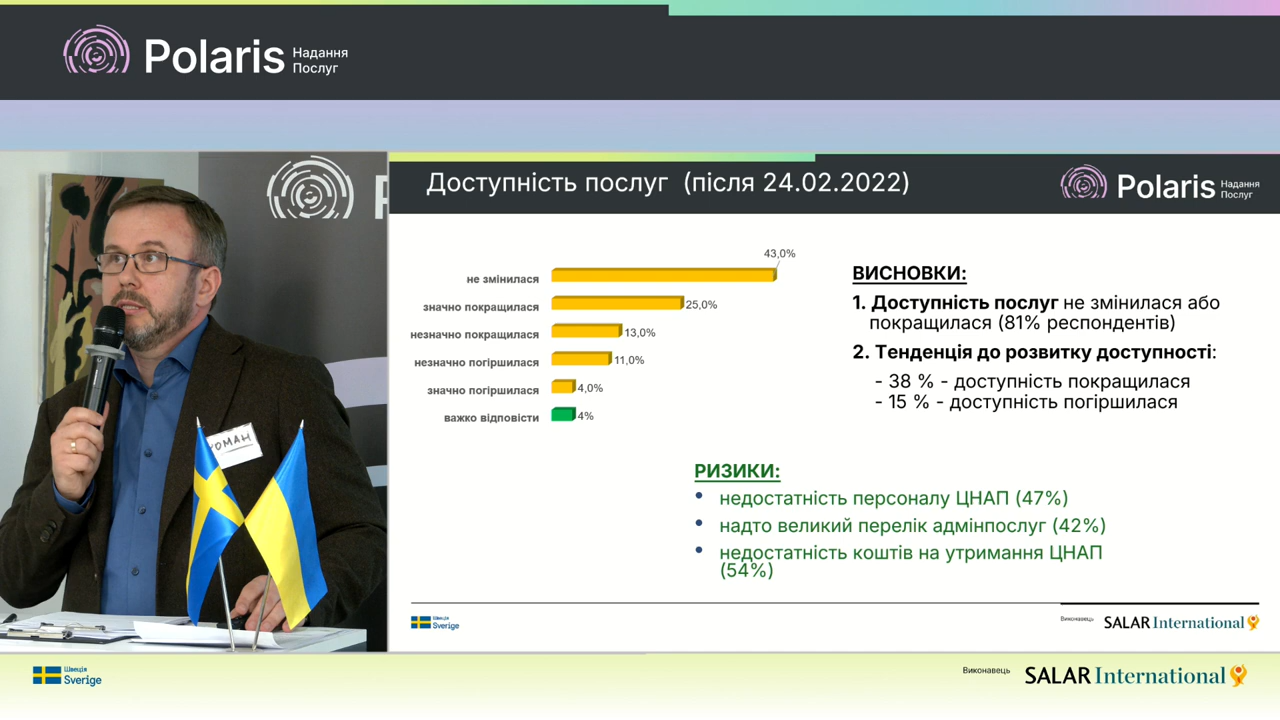 Polaris Надання
Послуг
P
РОМАН
Доступність послуг (після 24.02.2022)
Polaris Надання
Послуг
43,0%
не змінилася
значно покращилася 25,0%
незначно покращилася 13,0%
незначно погіршилася 11,0%
значно погіршилася 4,0%
важко відповісти 4%
ВИСНОВКИ:
1. Доступність послуг не змінилася або
покращилася (81% респондентів)
2. Тенденція до розвитку доступності:
- 38 % - доступність покращилася
- 15 % - доступність погіршилася
РИЗИКИ:
• недостатність персоналу ЦНАП (47%)
• надто великий перелік адмінпослуг (42%)
• недостатність коштів на утримання ЦНАП
(54%)
Швеція
Sverige
Виконавець SALAR International
Швеція
Sverige
Виконавець SALAR International